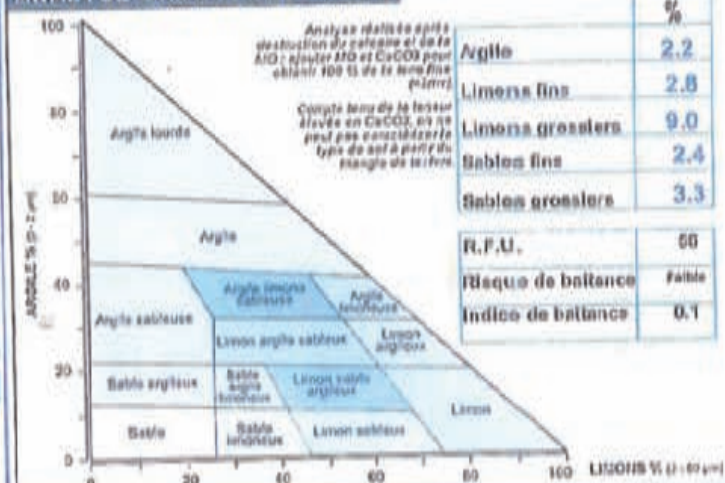 Analyse réalisée après
destruction du calcaire et de la
MO : ajouter MO et CaCO3 pour
obtenir 100 % de la terre fine
Compte tenu de la teneur
élevée en CaCO3, on ne
peut pas considérer le
type de sol à partir du
triangle de texture.
%
Argile 2.2
Limons fins 2.8
Limons grossiers 9.0
Sables fins 2.4
Sables grossiers 3.3
R.F.U. 60
Risque de battance Faible
Indice de battance 0.1
ARGILE % (0 - 2 µm)
100
80
60
40
20
0
Argile lourde
Argile
Argile limono sableuse
Argile limoneuse
Argile sableuse
Limon argilo sableux
Limon argileux
Sable argileux
Sable argilo limoneux
Limon sablo argileux
Limon
Sable
Sable limoneux
Limon sableux
0 20 40 60 80 100
LIMONS %